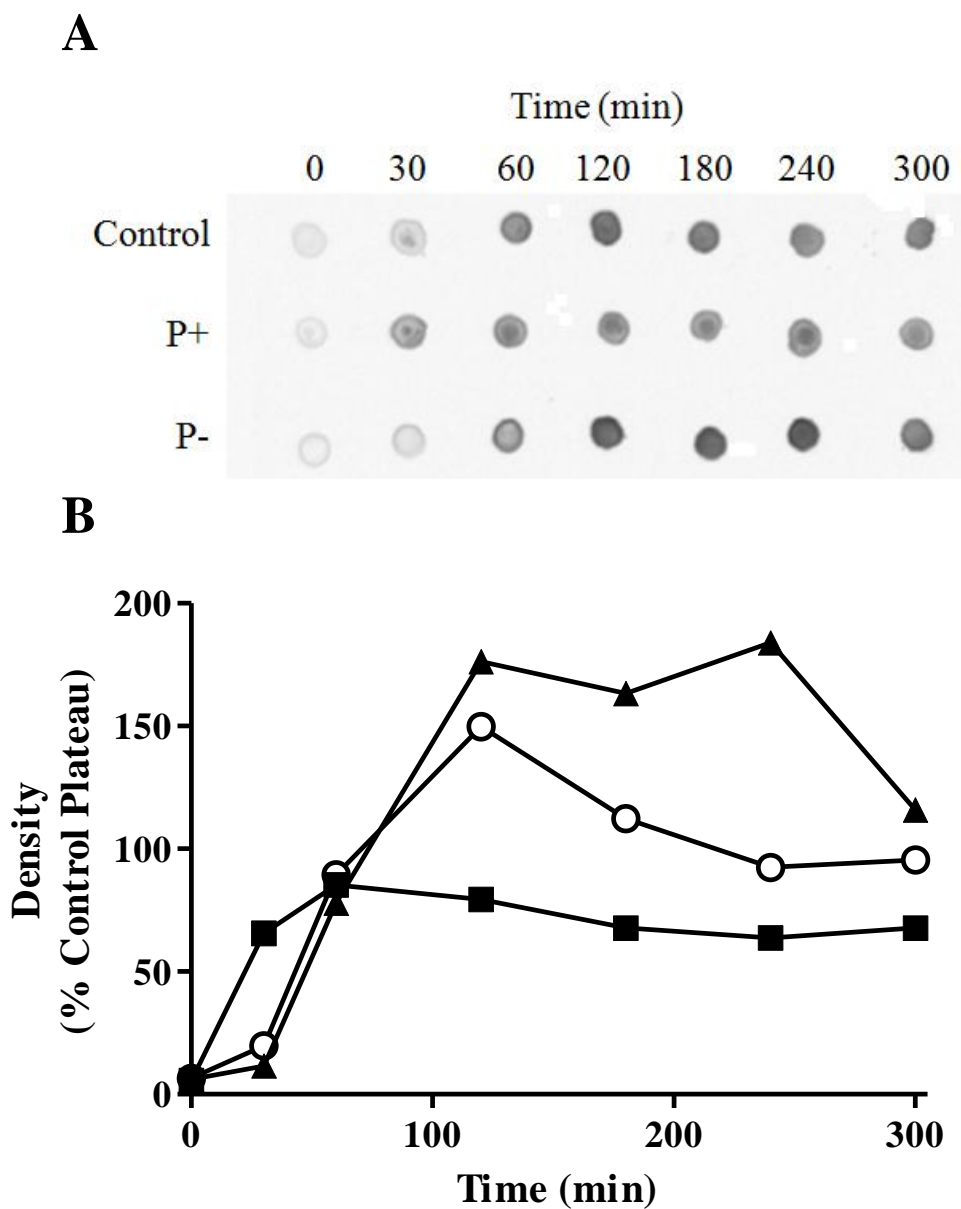 A
Time (min)
0 30 60 120 180 240 300
Control
P+
P-
B
Density
(% Control Plateau)
200
150
100
50
0
0 100 200 300
Time (min)